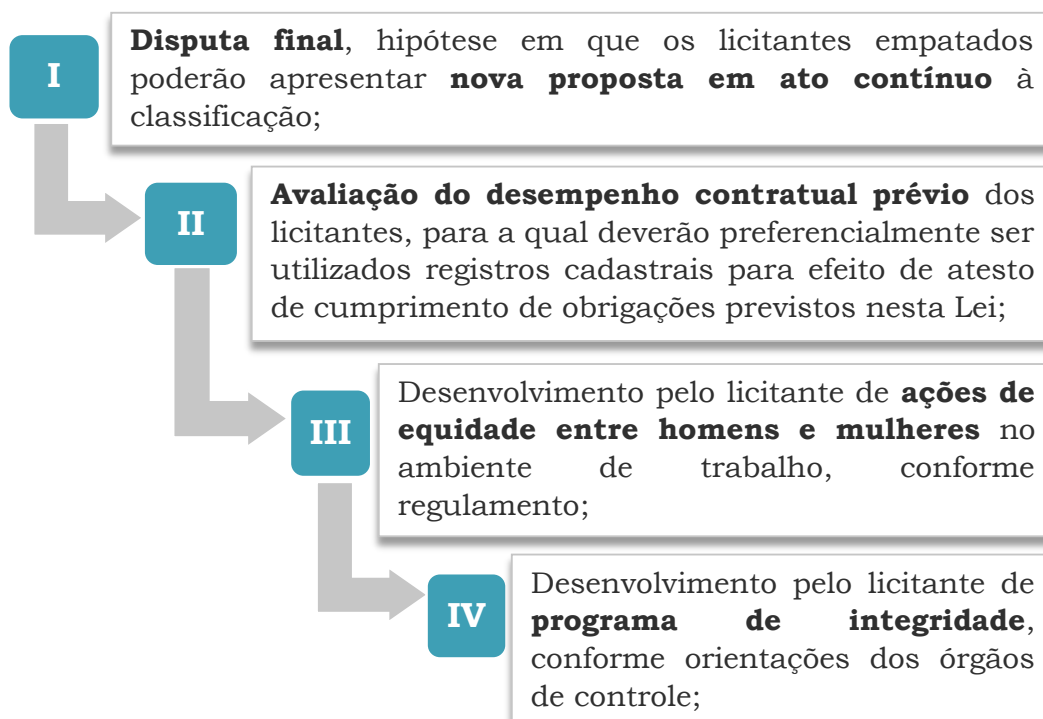 I
Disputa final, hipótese em que os licitantes empatados
poderão apresentar nova proposta em ato contínuo à
classificação;
II
Avaliação do desempenho contratual prévio dos
licitantes, para a qual deverão preferencialmente ser
utilizados registros cadastrais para efeito de atesto
de cumprimento de obrigações previstos nesta Lei;
III
Desenvolvimento pelo licitante de ações de
equidade entre homens e mulheres no
ambiente de trabalho, conforme
regulamento;
IV
Desenvolvimento pelo licitante de
programa de integridade,
conforme orientações dos órgãos
de controle;